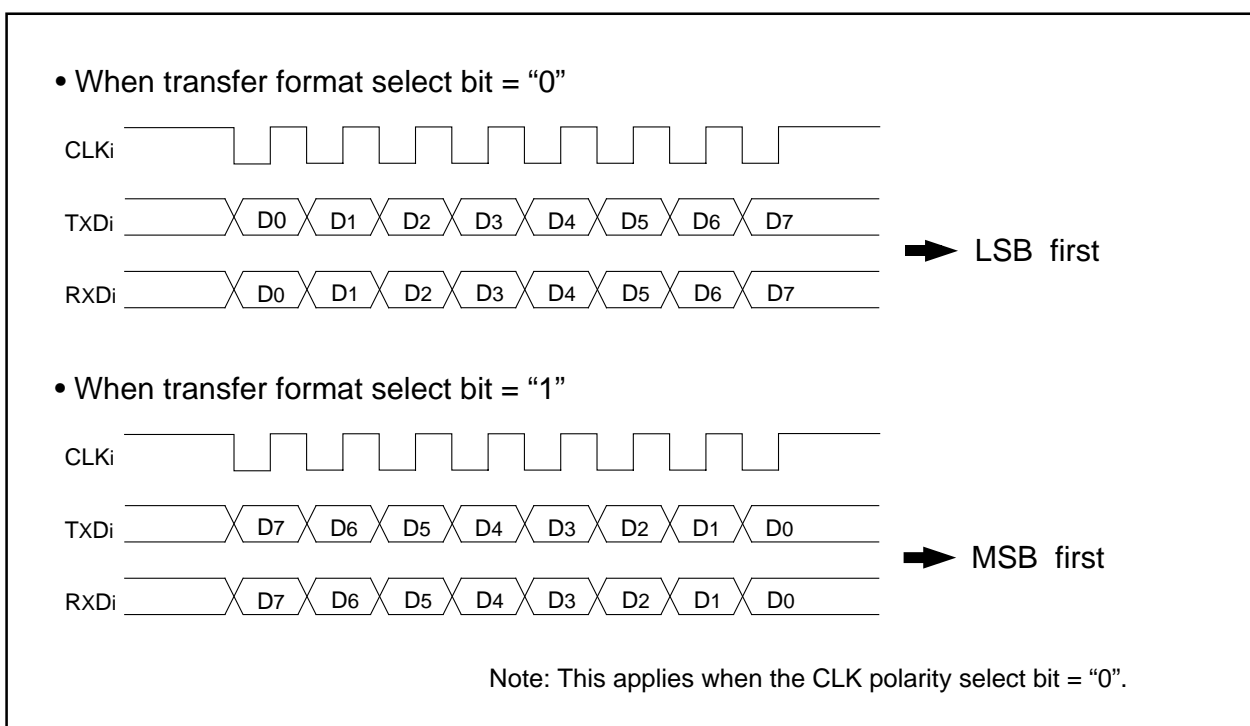 • When transfer format select bit = “0”
CLKi
TXDi D0 D1 D2 D3 D4 D5 D6 D7
LSB first
RXDi D0 D1 D2 D3 D4 D5 D6 D7
• When transfer format select bit = “1”
CLKi
TXDi D7 D6 D5 D4 D3 D2 D1 D0
MSB first
RXDi D7 D6 D5 D4 D3 D2 D1 D0
Note: This applies when the CLK polarity select bit = “0”.